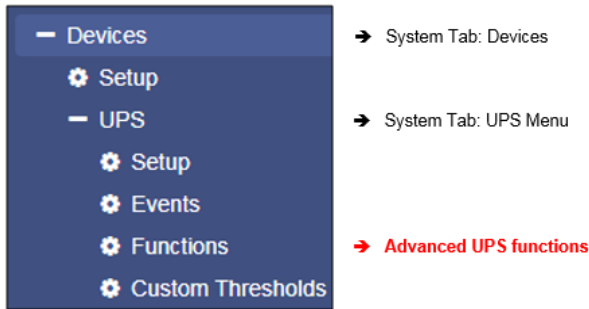 Devices ➔ System Tab: Devices
Setup
UPS ➔ System Tab: UPS Menu
Setup
Events
Functions ➔ Advanced UPS functions
Custom Thresholds